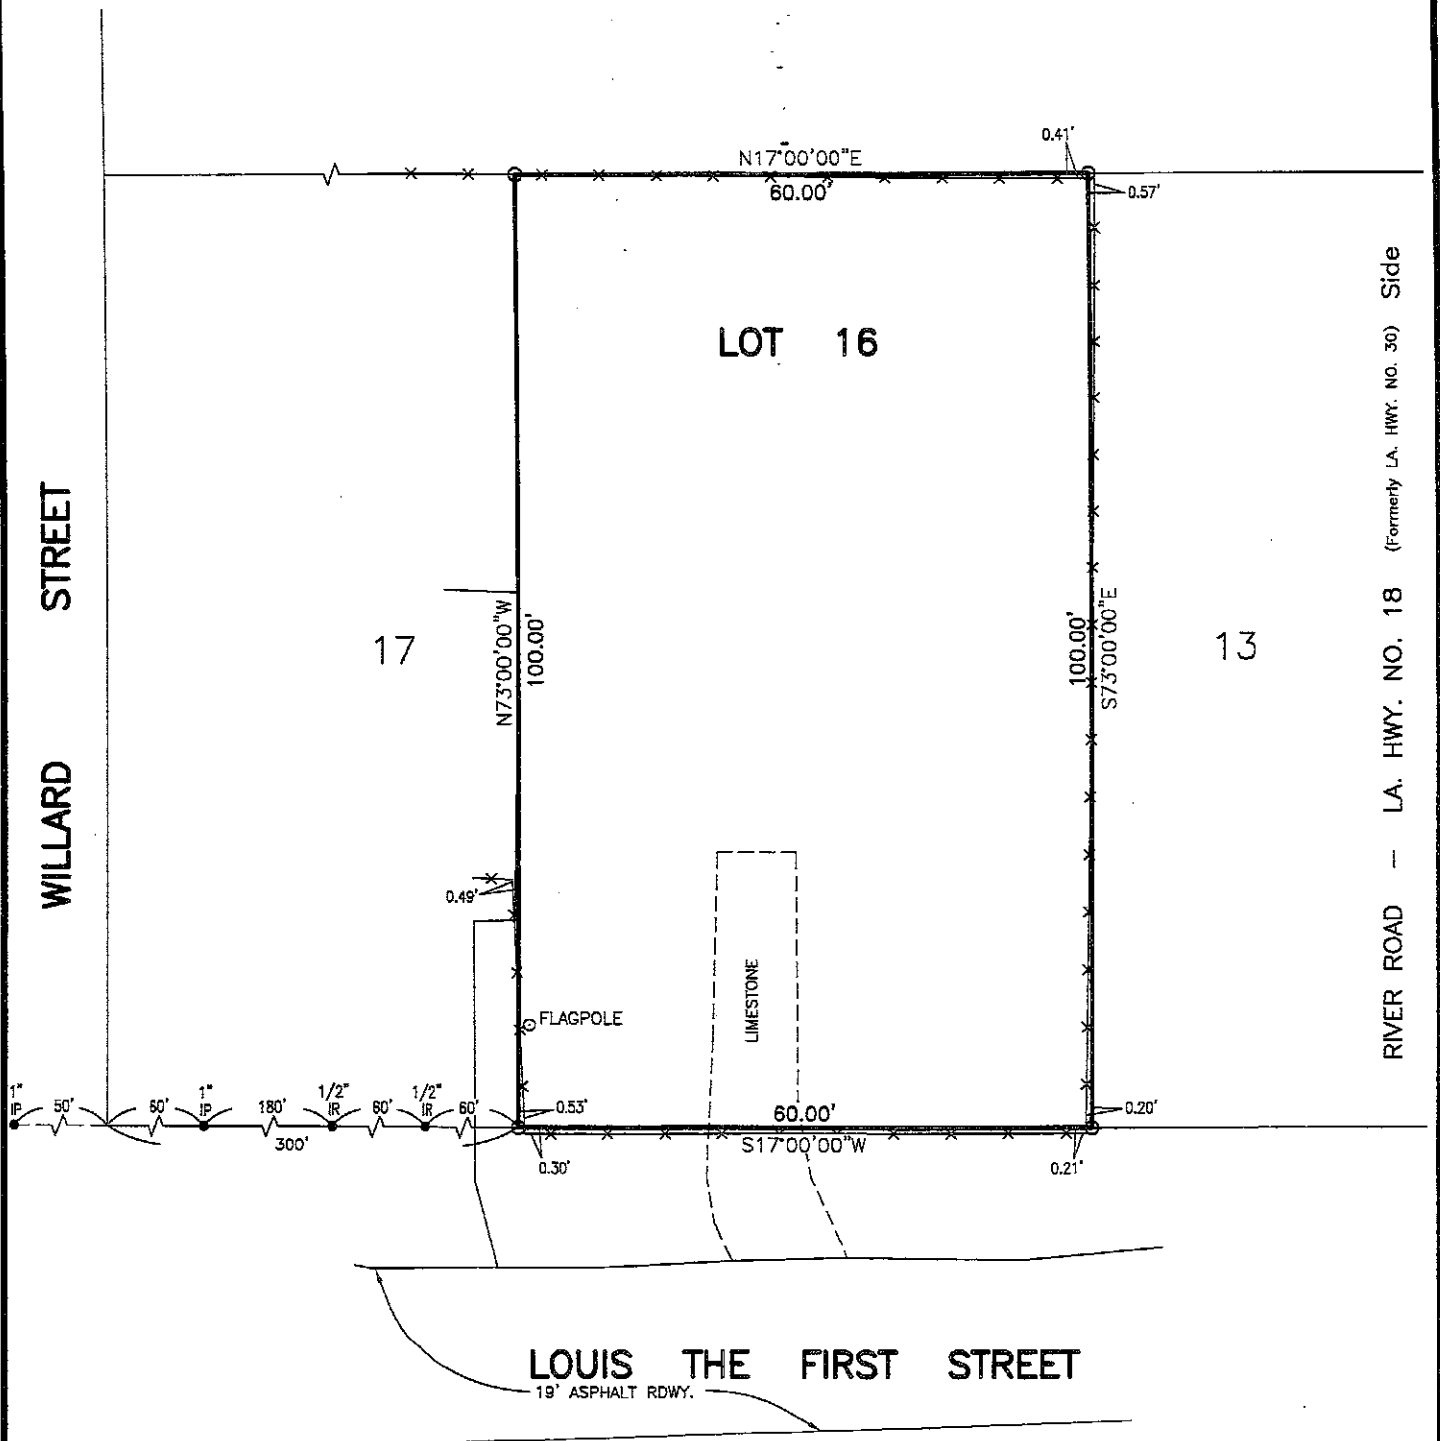 0.41'
N17°00'00"E
60.00'
0.57'
LOT 16
RIVER ROAD — LA. HWY. NO. 18 (Formerly LA. HWY. NO. 30) Side
WILLARD STREET
17
N73°00'00"W
100.00'
100.00'
S73°00'00"E
13
0.49'
LIMESTONE
FLAGPOLE
1" IP
50'
60'
1" IP
180'
1/2" IR
60'
1/2" IR
60'
300'
0.53'
60.00'
0.20'
S17°00'00"W
0.30'
0.21'
LOUIS THE FIRST STREET
19' ASPHALT RDWY.